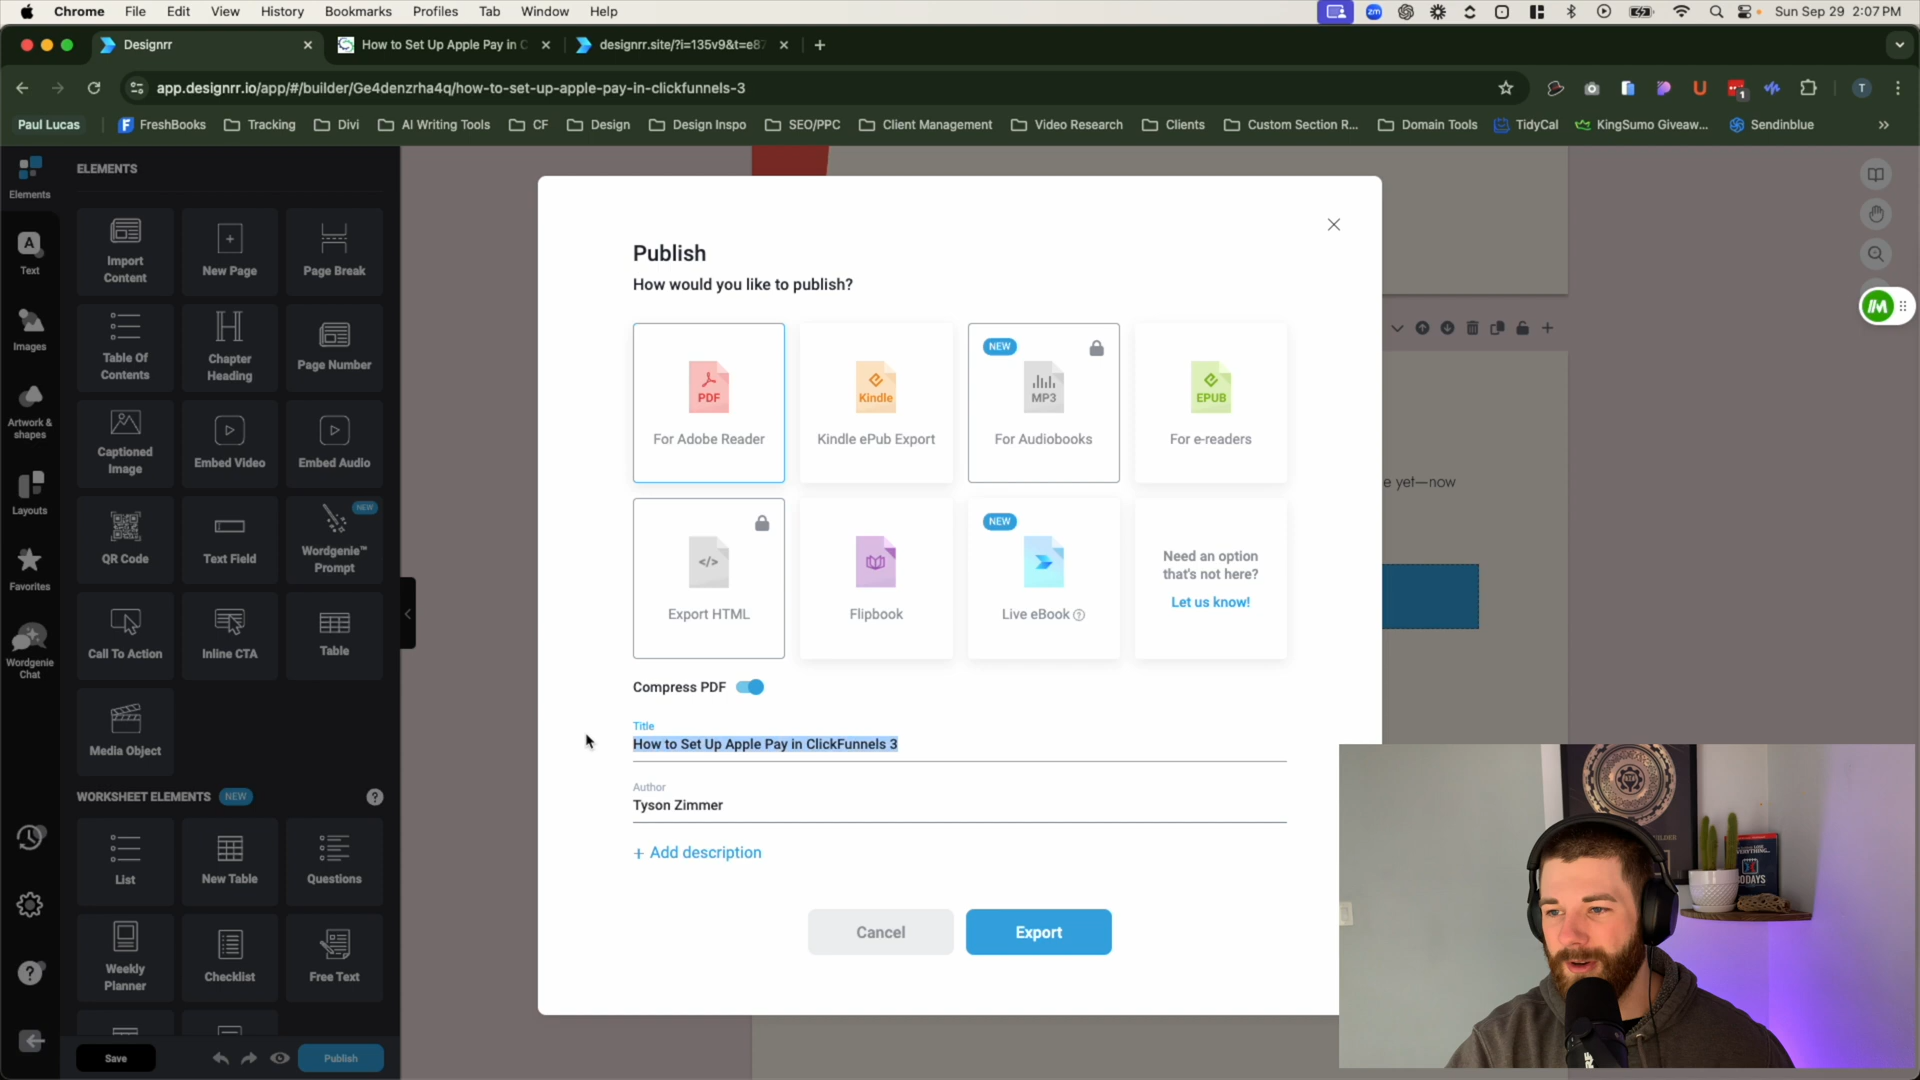 Chrome File Edit View History Bookmarks Profiles Tab Window Help
zm
Sun Sep 29 2:07 PM
Designrr
How to Set Up Apple Pay in C
designrr.site/?i=135v9&t=e87
app.designrr.io/app/#/builder/Ge4denzrha4q/how-to-set-up-apple-pay-in-clickfunnels-3
1
T
Paul Lucas
FreshBooks
Tracking
Divi
AI Writing Tools
CF
Design
Design Inspo
SEO/PPC
Client Management
Video Research
Clients
Custom Section R...
Domain Tools
TidyCal
KingSumo Giveaw...
Sendinblue
Elements
Text
Images
Artwork & shapes
Layouts
Favorites
Wordgenie Chat
ELEMENTS
Import Content
New Page
Page Break
Table Of Contents
Chapter Heading
Page Number
Captioned Image
Embed Video
Embed Audio
QR Code
Text Field
NEW
Wordgenie™ Prompt
Call To Action
Inline CTA
Table
Media Object
WORKSHEET ELEMENTS NEW ?
List
New Table
Questions
Weekly Planner
Checklist
Free Text
Save
Publish
Publish
How would you like to publish?
PDF
For Adobe Reader
Kindle
Kindle ePub Export
NEW
MP3
For Audiobooks
EPUB
For e-readers
</>
Export HTML
Flipbook
NEW
Live eBook ?
Need an option that's not here?
Let us know!
Compress PDF
Title
How to Set Up Apple Pay in ClickFunnels 3
Author
Tyson Zimmer
+ Add description
Cancel
Export
e yet—now